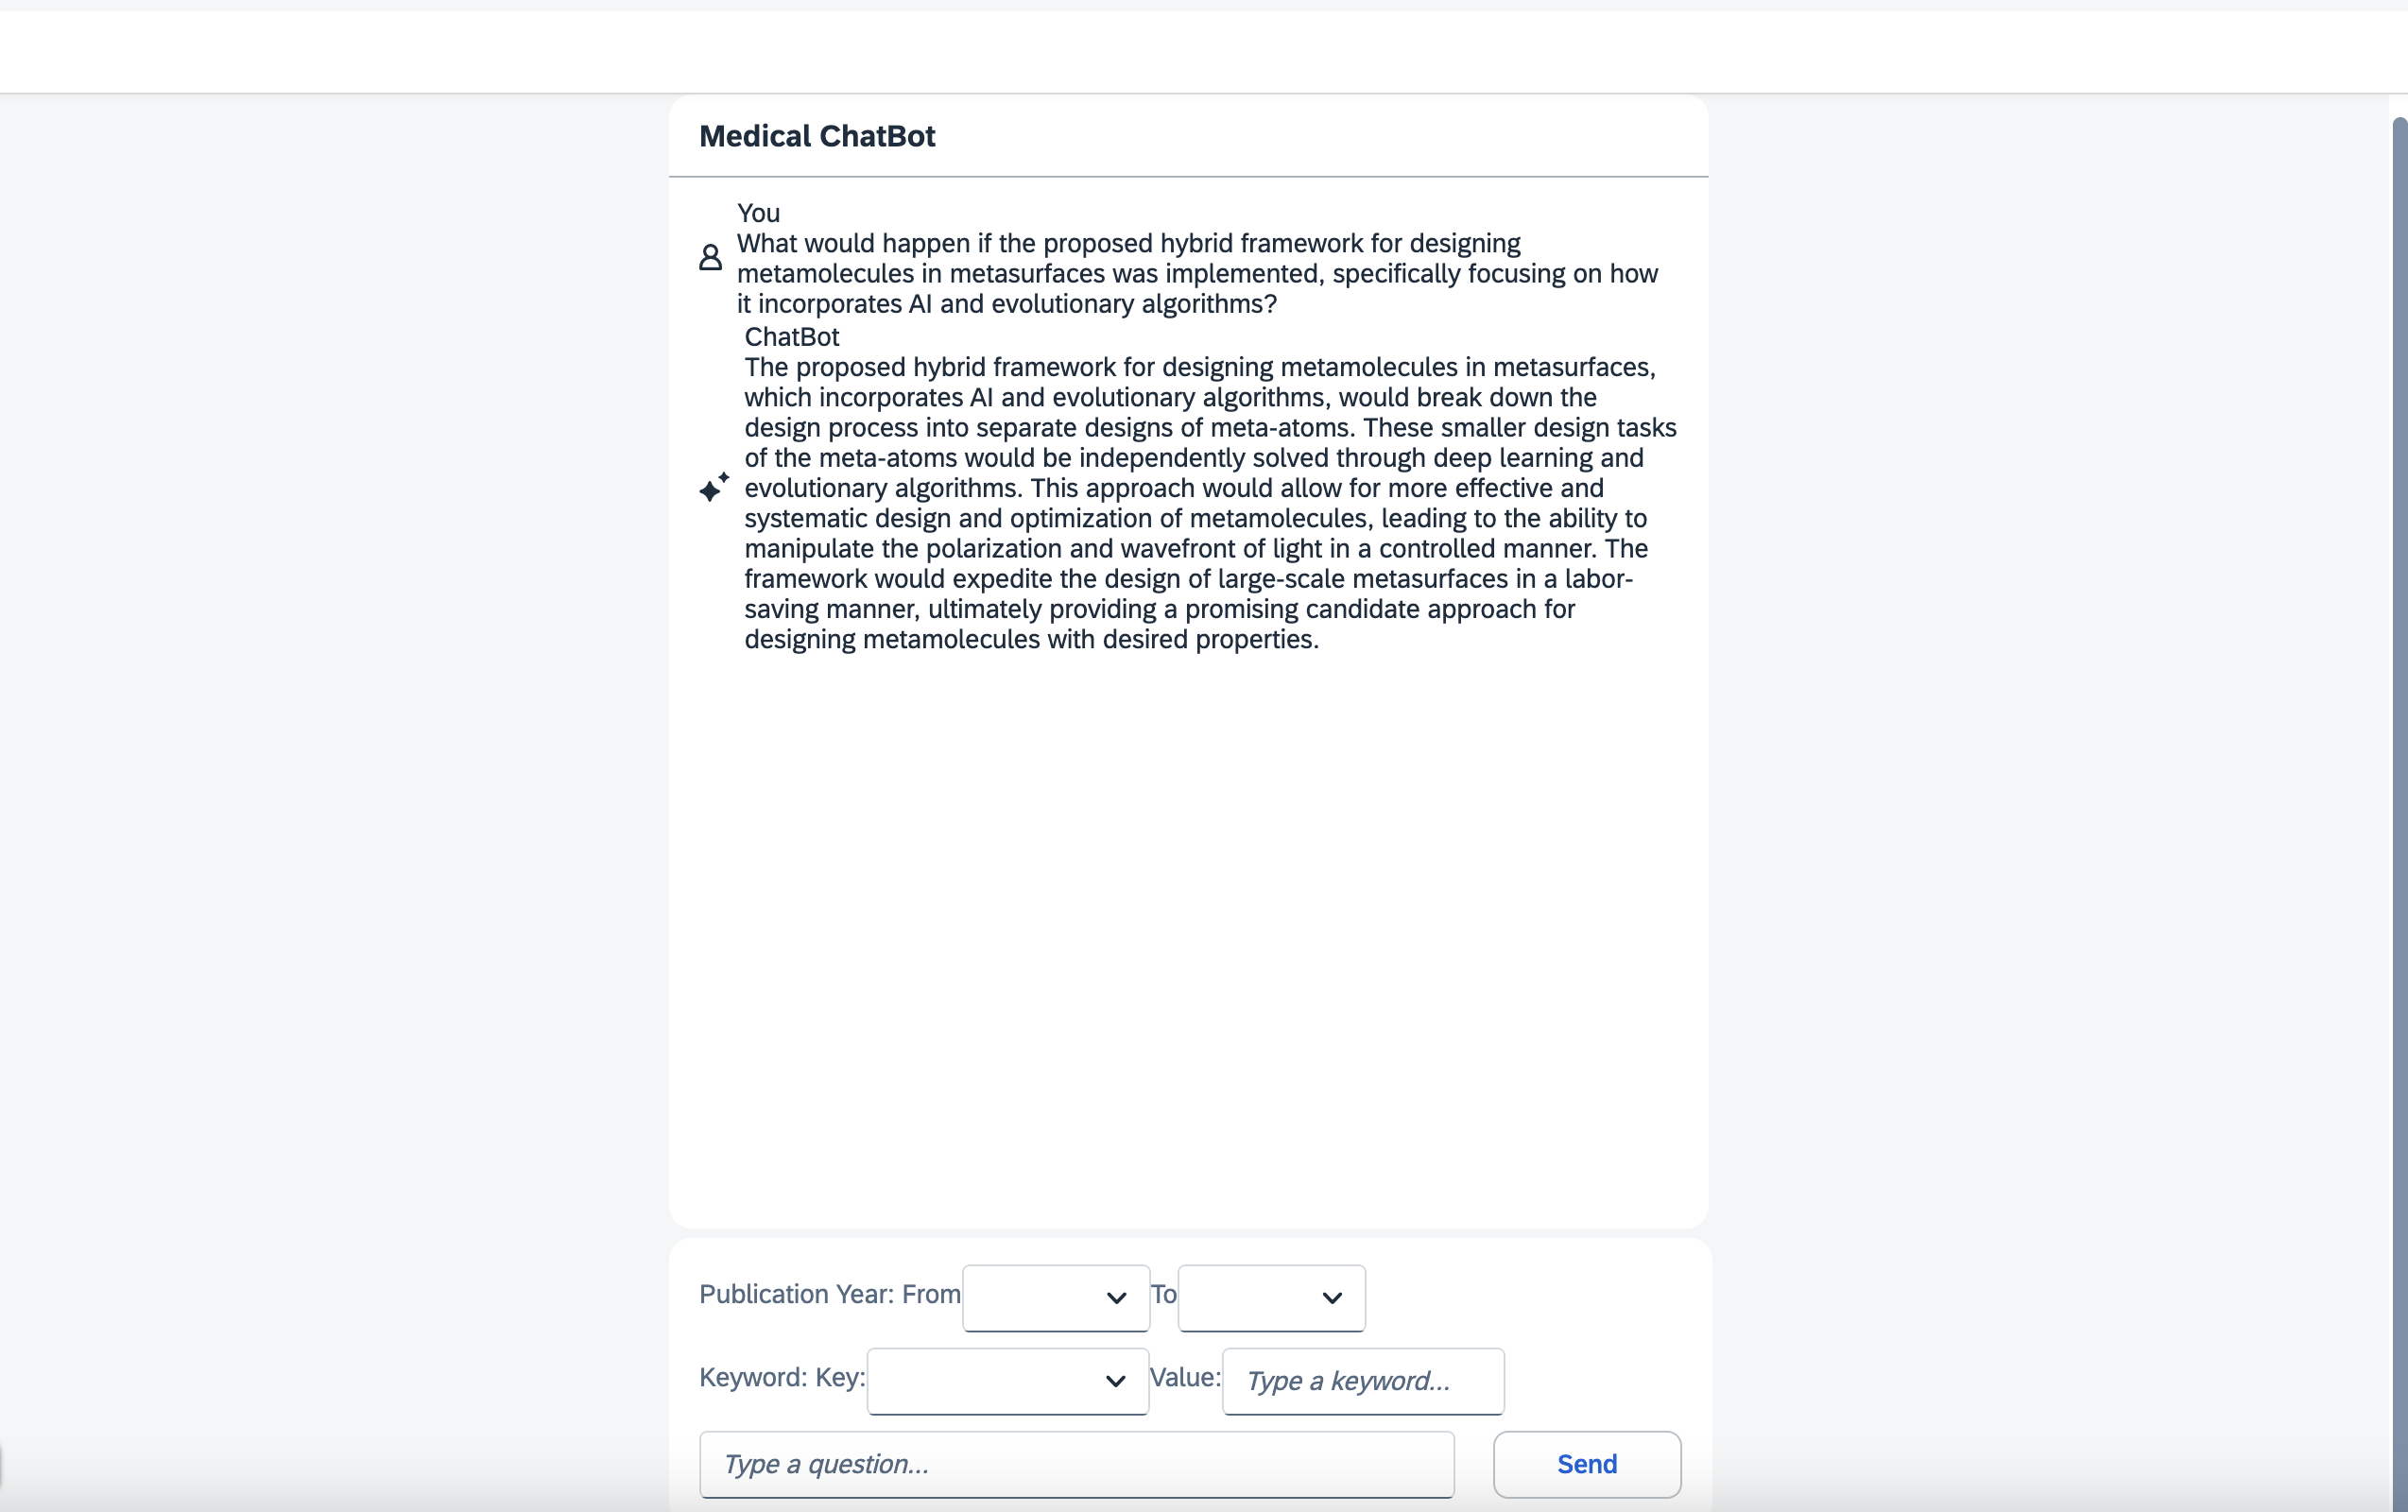 Medical ChatBot
You
What would happen if the proposed hybrid framework for designing
metamolecules in metasurfaces was implemented, specifically focusing on how
it incorporates AI and evolutionary algorithms?
ChatBot
The proposed hybrid framework for designing metamolecules in metasurfaces,
which incorporates AI and evolutionary algorithms, would break down the
design process into separate designs of meta-atoms. These smaller design tasks
of the meta-atoms would be independently solved through deep learning and
evolutionary algorithms. This approach would allow for more effective and
systematic design and optimization of metamolecules, leading to the ability to
manipulate the polarization and wavefront of light in a controlled manner. The
framework would expedite the design of large-scale metasurfaces in a labor-
saving manner, ultimately providing a promising candidate approach for
designing metamolecules with desired properties.
Publication Year: From To
Keyword: Key: Value: Type a keyword...
Type a question... Send